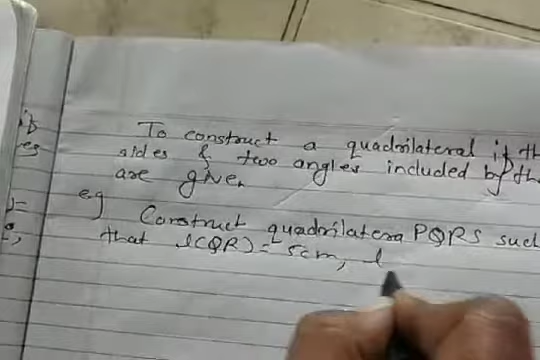 To construct a quadrilateral if th
sides & two angles included by th
are given.
eg Construct quadrilatera PQRS such
that l(QR) = 5cm, l